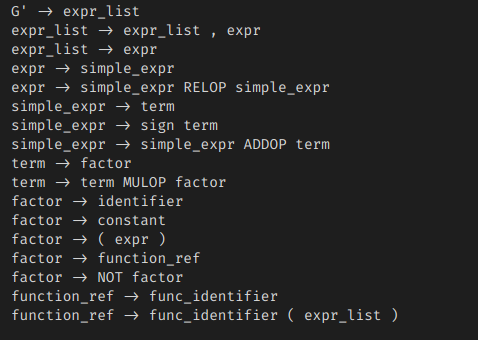 G' → expr_list
expr_list → expr_list , expr
expr_list → expr
expr → simple_expr
expr → simple_expr RELOP simple_expr
simple_expr → term
simple_expr → sign term
simple_expr → simple_expr ADDOP term
term → factor
term → term MULOP factor
factor → identifier
factor → constant
factor → ( expr )
factor → function_ref
factor → NOT factor
function_ref → func_identifier
function_ref → func_identifier ( expr_list )